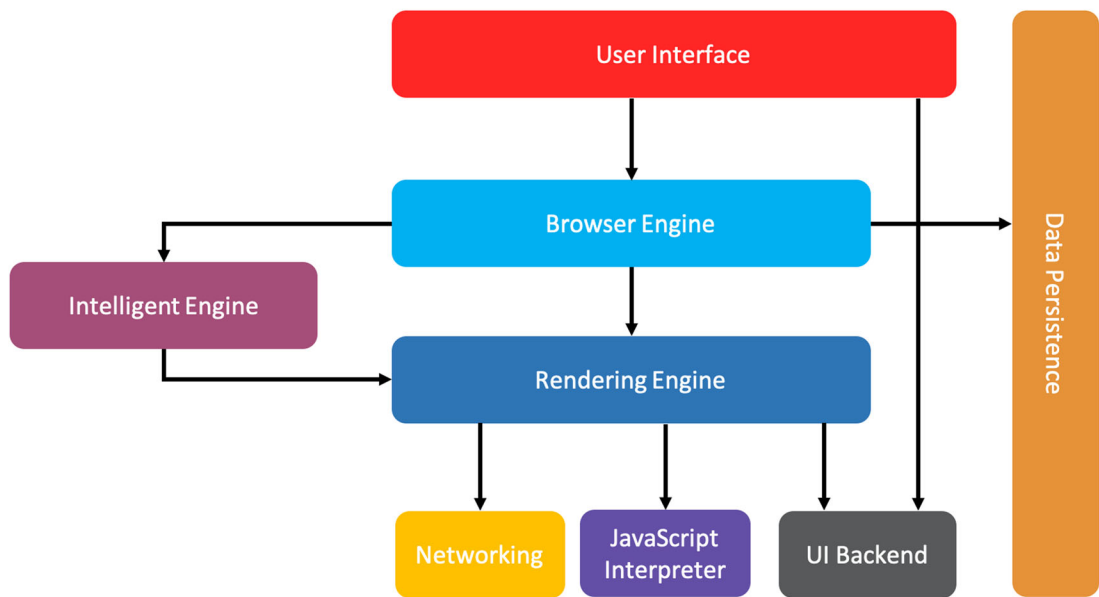 User Interface
Browser Engine
Intelligent Engine
Rendering Engine
Networking
JavaScript
Interpreter
UI Backend
Data Persistence